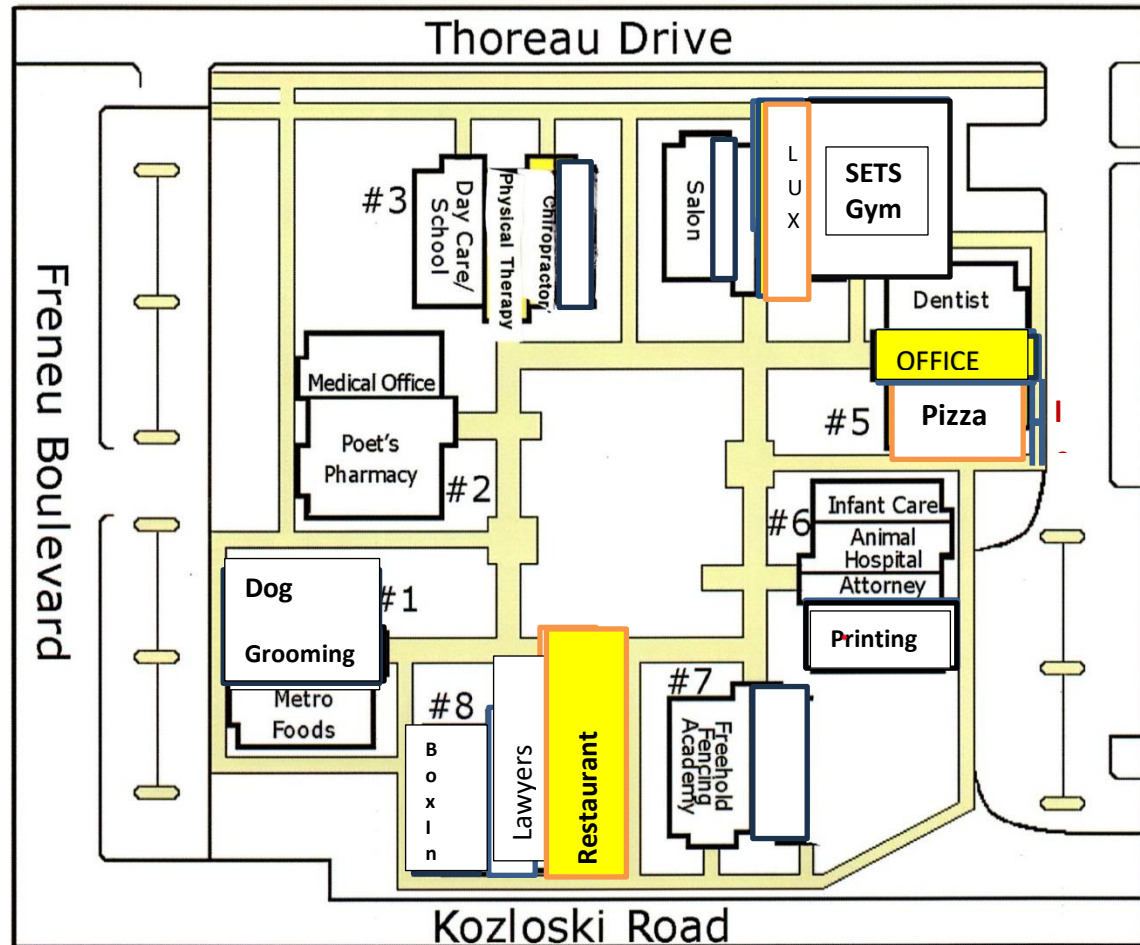 Thoreau Drive
Freneu Boulevard
#3
Day Care/
School
Physical Therapy
Chiropractor
Salon
L
U
X
SETS
Gym
Dentist
OFFICE
#5
Pizza
Medical Office
Poet's
Pharmacy
#2
#6
Infant Care
Animal
Hospital
Attorney
Printing
Dog
Grooming
#1
Metro
Foods
#8
B
o
x
I
n
Lawyers
Restaurant
#7
Freehold
Fencing
Academy
Kozloski Road